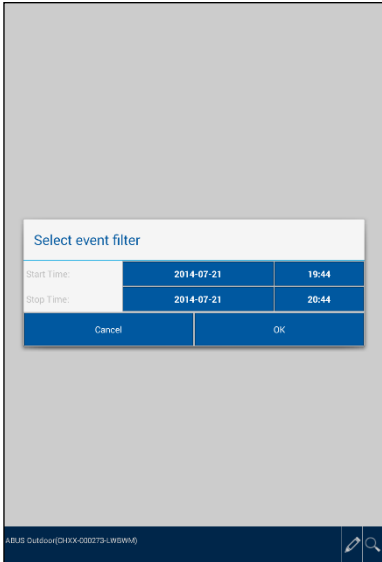 Select event filter
Start Time: 2014-07-21 19:44
Stop Time: 2014-07-21 20:44
Cancel OK
ABUS Outdoor(CHXX-000273-LWBWM)